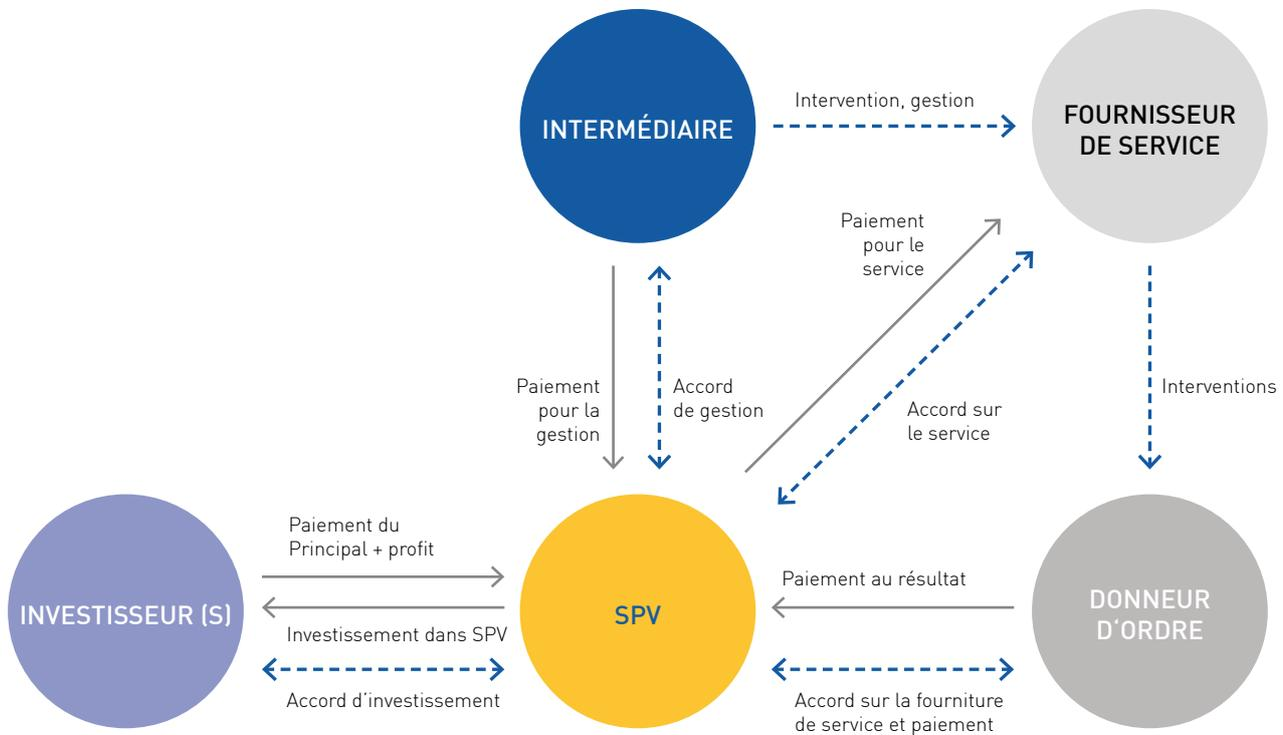 Intervention, gestion
INTERMÉDIAIRE
FOURNISSEUR
DE SERVICE
Paiement
pour le
service
Paiement
pour la
gestion
Accord
de gestion
Accord sur
le service
Interventions
Paiement du
Principal + profit
INVESTISSEUR (S)
Investissement dans SPV
Accord d’investissement
SPV
Paiement au résultat
DONNEUR
D‘ORDRE
Accord sur la fourniture
de service et paiement